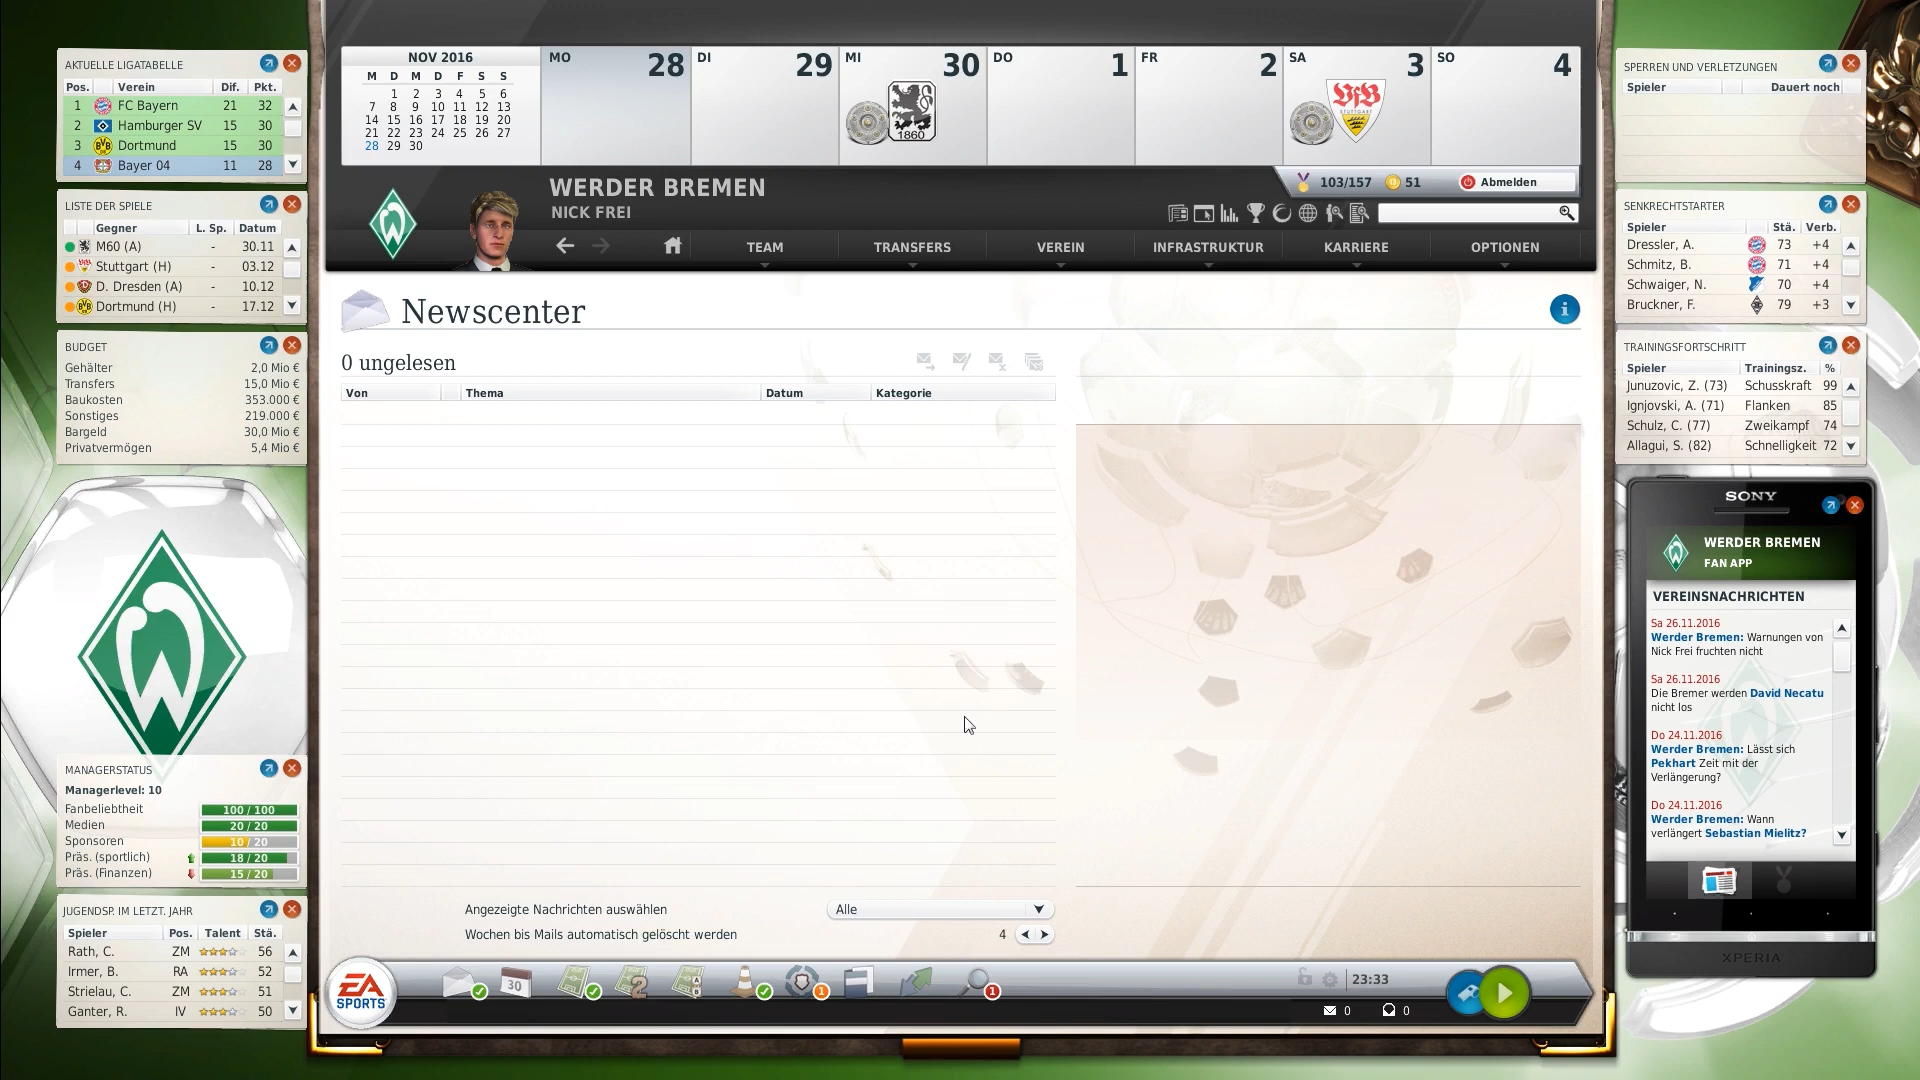 AKTUELLE LIGATABELLE
Pos. Verein Dif. Pkt.
1 FC Bayern 21 32
2 Hamburger SV 15 30
3 Dortmund 15 30
4 Bayer 04 11 28
LISTE DER SPIELE
Gegner L. Sp. Datum
M60 (A) - 30.11
Stuttgart (H) - 03.12
D. Dresden (A) - 10.12
Dortmund (H) - 17.12
BUDGET
Gehälter 2,0 Mio €
Transfers 15,0 Mio €
Baukosten 353.000 €
Sonstiges 219.000 €
Bargeld 30,0 Mio €
Privatvermögen 5,4 Mio €
MANAGERSTATUS
Managerlevel: 10
Fanbeliebtheit 100 / 100
Medien 20 / 20
Sponsoren 10 / 20
Präs. (sportlich) 18 / 20
Präs. (Finanzen) 15 / 20
JUGENDSP. IM LETZT. JAHR
Spieler Pos. Talent Stä.
Rath, C. ZM 56
Irmer, B. RA 52
Strielau, C. ZM 51
Ganter, R. IV 50
NOV 2016
M D M D F S S
1 2 3 4 5 6
7 8 9 10 11 12 13
14 15 16 17 18 19 20
21 22 23 24 25 26 27
28 29 30
MO 28
DI 29
MI 30
1860
DO 1
FR 2
SA 3
VfB
STUTTGART
SO 4
WERDER BREMEN
NICK FREI
103/157 51 Abmelden
TEAM TRANSFERS VEREIN INFRASTRUKTUR KARRIERE OPTIONEN
Newscenter
0 ungelesen
Von Thema Datum Kategorie
Angezeigte Nachrichten auswählen Alle
Wochen bis Mails automatisch gelöscht werden 4
EA
SPORTS
30
2
1
1
23:33
0 0
SPERREN UND VERLETZUNGEN
Spieler Dauert noch
SENKRECHTSTARTER
Spieler Stä. Verb.
Dressler, A. 73 +4
Schmitz, B. 71 +4
Schwaiger, N. 70 +4
Bruckner, F. 79 +3
TRAININGSFORTSCHRITT
Spieler Trainingsz. %
Junuzovic, Z. (73) Schusskraft 99
Ignjovski, A. (71) Flanken 85
Schulz, C. (77) Zweikampf 74
Allagui, S. (82) Schnelligkeit 72
SONY
WERDER BREMEN
FAN APP
VEREINSNACHRICHTEN
Sa 26.11.2016
Werder Bremen: Warnungen von
Nick Frei fruchten nicht
Sa 26.11.2016
Die Bremer werden David Necatu
nicht los
Do 24.11.2016
Werder Bremen: Lässt sich
Pekhart Zeit mit der
Verlängerung?
Do 24.11.2016
Werder Bremen: Wann
verlängert Sebastian Mielitz?
XPERIA